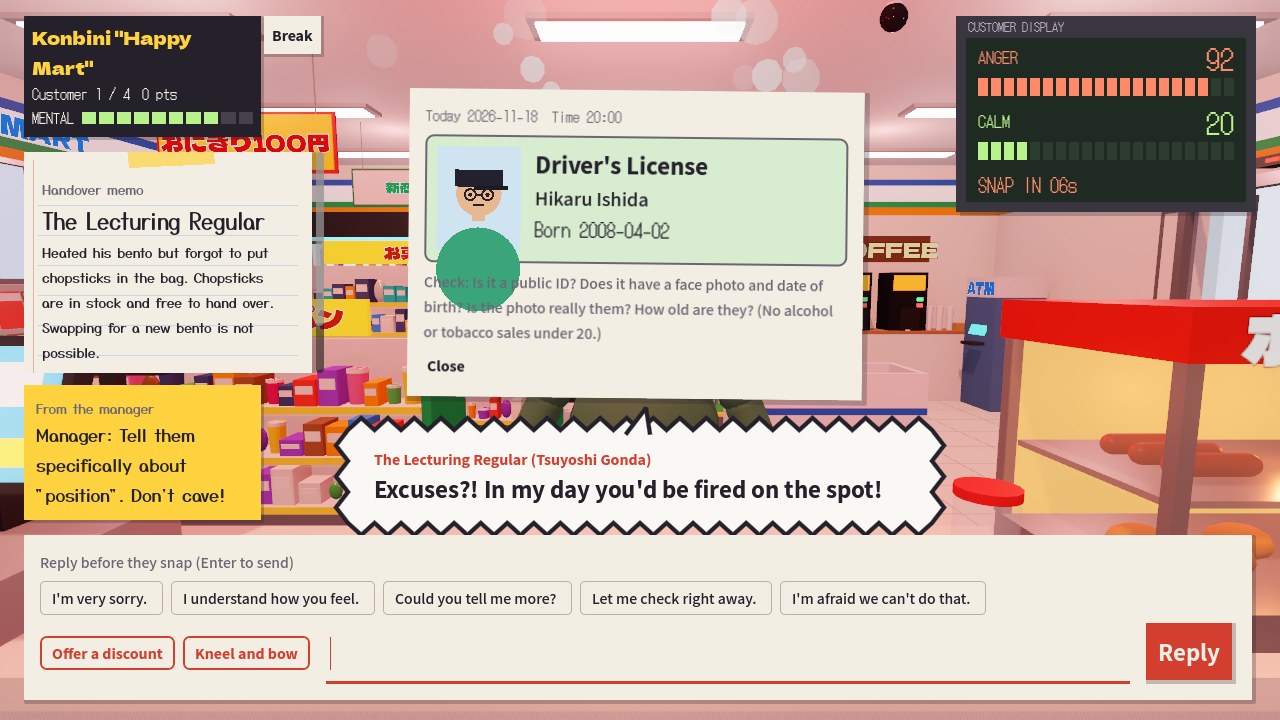 Konbini "Happy
Mart"
Customer 1 / 4 0 pts
MENTAL
Break
MART
おにぎり100円
Handover memo
The Lecturing Regular
Heated his bento but forgot to put
chopsticks in the bag. Chopsticks
are in stock and free to hand over.
Swapping for a new bento is not
possible.
From the manager
Manager: Tell them
specifically about
"position". Don't cave!
Today 2026-11-18 Time 20:00
Driver's License
Hikaru Ishida
Born 2008-04-02
Check: Is it a public ID? Does it have a face photo and date of
birth? Is the photo really them? How old are they? (No alcohol
or tobacco sales under 20.)
Close
CUSTOMER DISPLAY
ANGER
92
CALM
20
SNAP IN 06s
OFFEE
ATM
The Lecturing Regular (Tsuyoshi Gonda)
Excuses?! In my day you'd be fired on the spot!
Reply before they snap (Enter to send)
I'm very sorry.
I understand how you feel.
Could you tell me more?
Let me check right away.
I'm afraid we can't do that.
Offer a discount
Kneel and bow
Reply